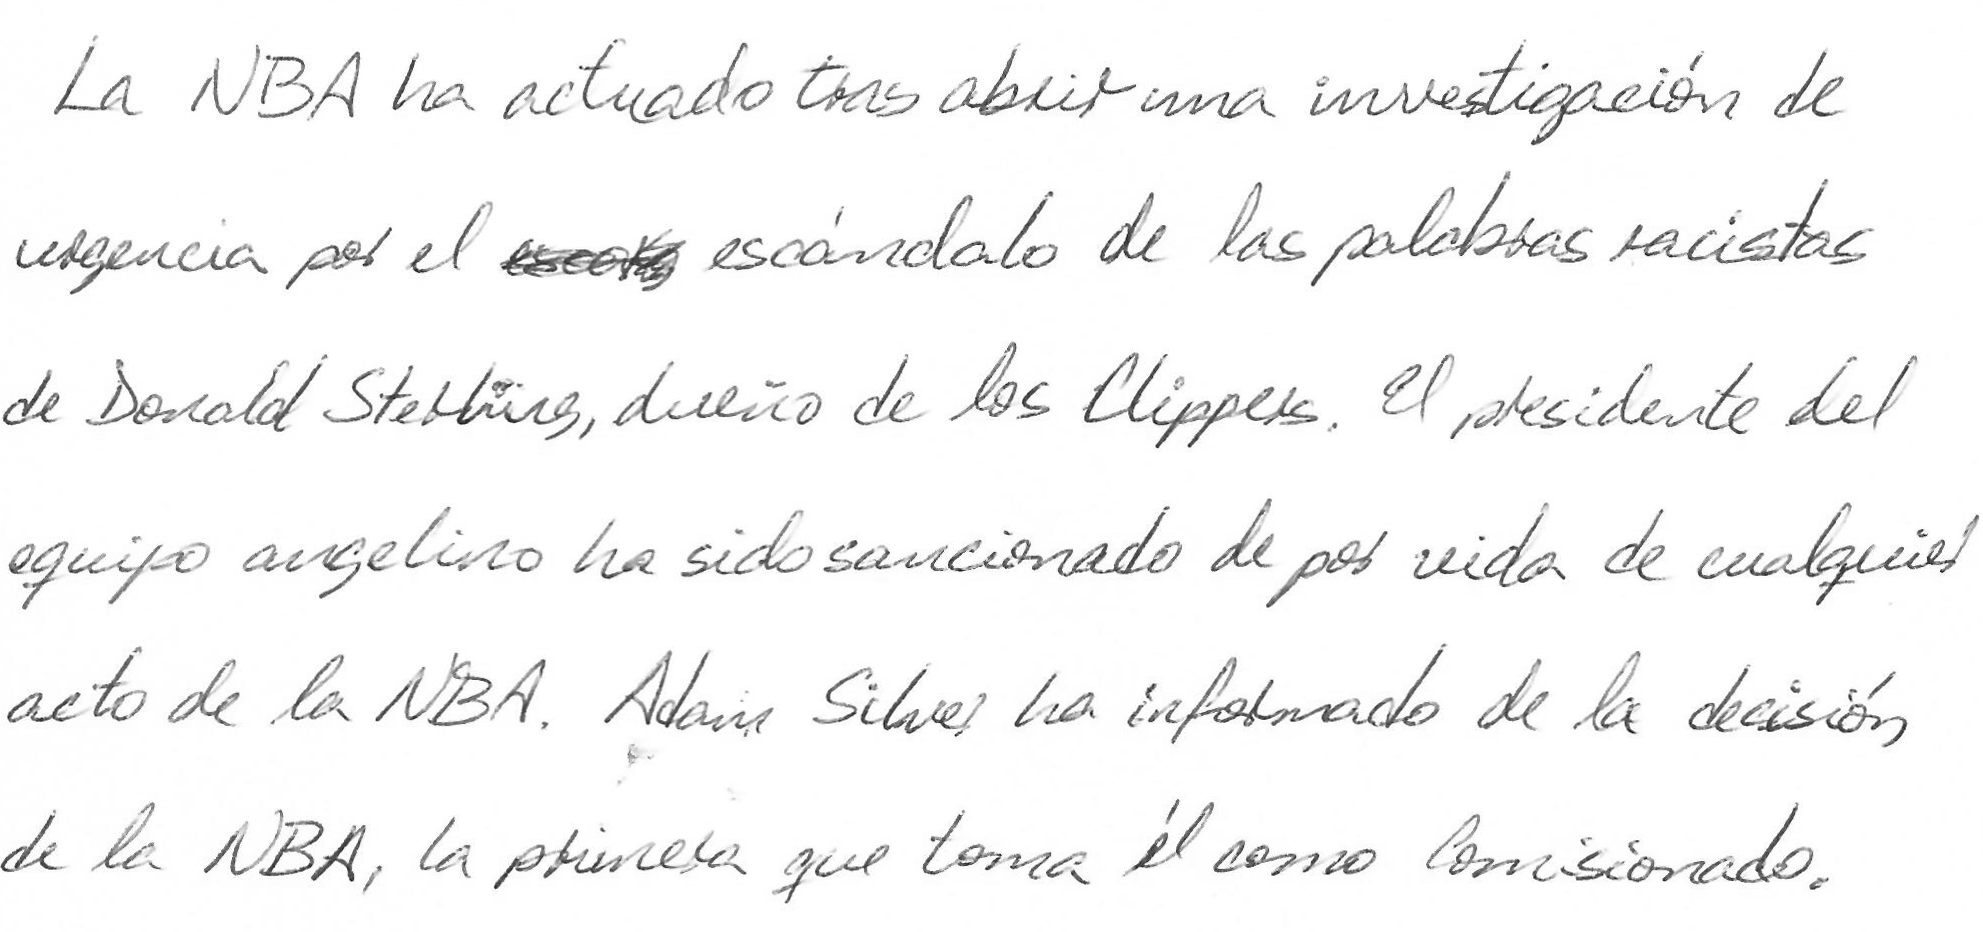 La NBA ha actuado tras abrir una investigación de
urgencia por el escándalo de las palabras racistas
de Donald Sterling, dueño de los Clippers. El presidente del
equipo angelino ha sido sancionado de por vida de cualquier
acto de la NBA. Adam Silver ha informado de la decisión
de la NBA, la primera que toma él como Comisionado.